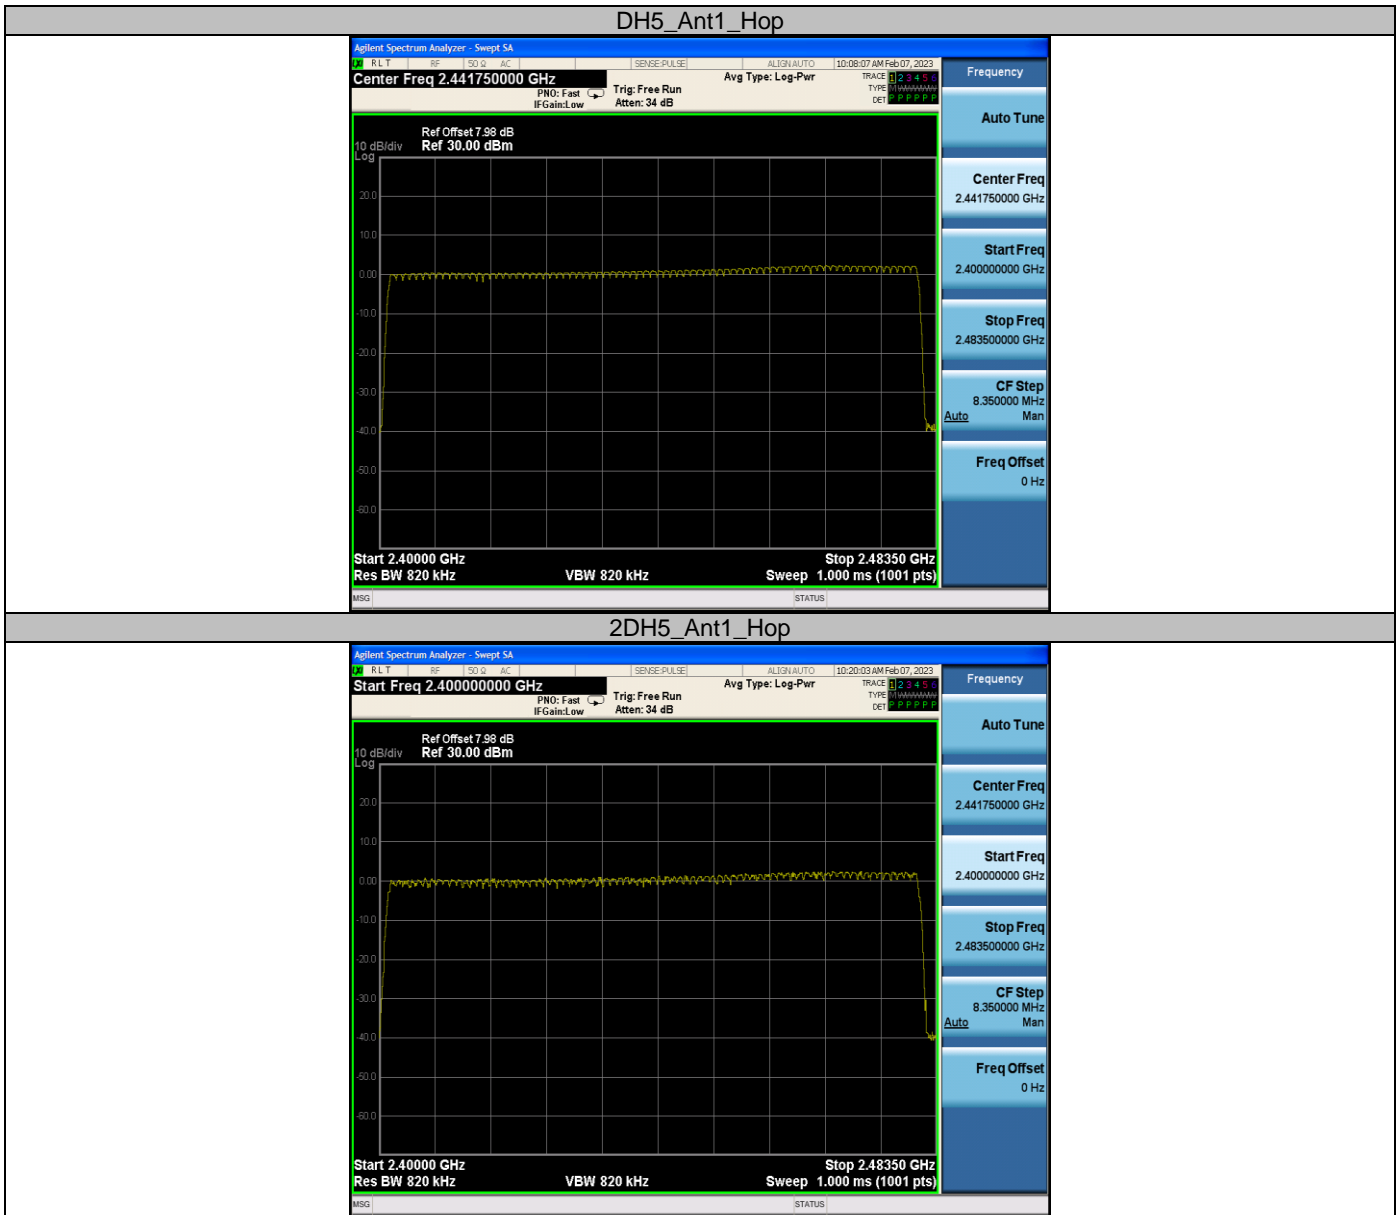 DH5_Ant1_Hop
Agilent Spectrum Analyzer - Swept SA
RLT RF 50 Ω AC SENSE:PULSE ALIGNAUTO 10:08:07 AM Feb 07, 2023
Center Freq 2.441750000 GHz
PNO: Fast
IFGain:Low
Trig: Free Run
Atten: 34 dB
Avg Type: Log-Pwr
TRACE 1 2 3 4 5 6
TYPE M WWWWW
DET P P P P P P
Ref Offset 7.98 dB
10 dB/div Ref 30.00 dBm
Log
20.0
10.0
0.00
-10.0
-20.0
-30.0
-40.0
-50.0
-60.0
Start 2.40000 GHz Stop 2.48350 GHz
Res BW 820 kHz VBW 820 kHz Sweep 1.000 ms (1001 pts)
MSG STATUS
Frequency
Auto Tune
Center Freq
2.441750000 GHz
Start Freq
2.400000000 GHz
Stop Freq
2.483500000 GHz
CF Step
8.350000 MHz
Auto Man
Freq Offset
0 Hz
2DH5_Ant1_Hop
Agilent Spectrum Analyzer - Swept SA
RLT RF 50 Ω AC SENSE:PULSE ALIGNAUTO 10:20:03 AM Feb 07, 2023
Start Freq 2.400000000 GHz
PNO: Fast
IFGain:Low
Trig: Free Run
Atten: 34 dB
Avg Type: Log-Pwr
TRACE 1 2 3 4 5 6
TYPE M WWWWW
DET P P P P P P
Ref Offset 7.98 dB
10 dB/div Ref 30.00 dBm
Log
20.0
10.0
0.00
-10.0
-20.0
-30.0
-40.0
-50.0
-60.0
Start 2.40000 GHz Stop 2.48350 GHz
Res BW 820 kHz VBW 820 kHz Sweep 1.000 ms (1001 pts)
MSG STATUS
Frequency
Auto Tune
Center Freq
2.441750000 GHz
Start Freq
2.400000000 GHz
Stop Freq
2.483500000 GHz
CF Step
8.350000 MHz
Auto Man
Freq Offset
0 Hz